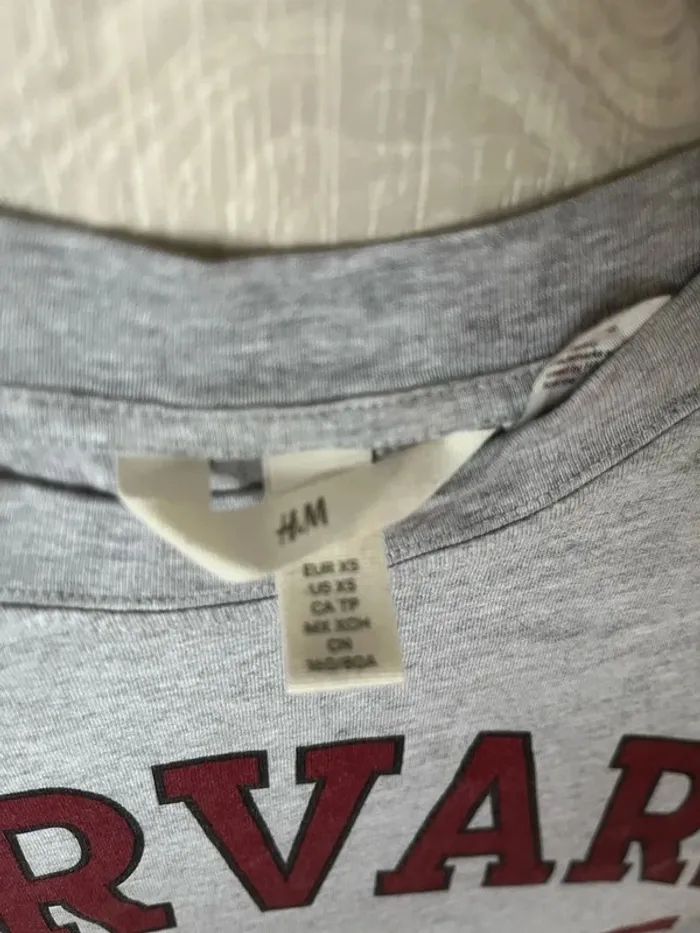 H&M
EUR XS
US XS
CA TP
MX XCH
CN
160/80A
RVAR